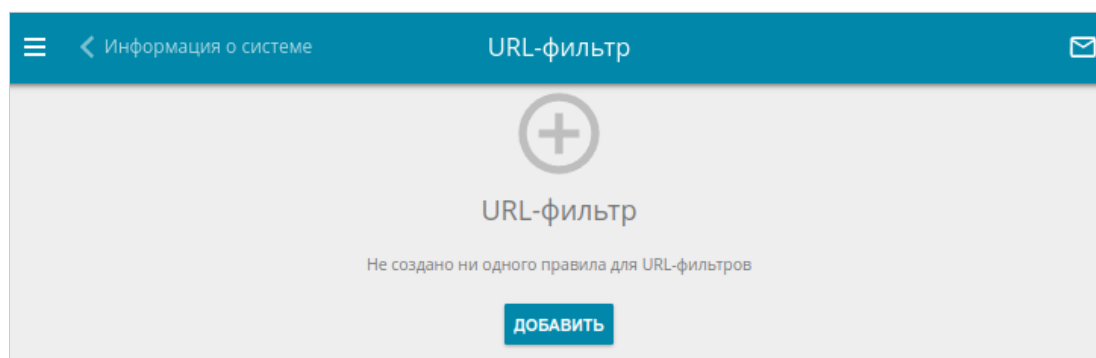 Информация о системе
URL-фильтр
URL-фильтр
Не создано ни одного правила для URL-фильтров
ДОБАВИТЬ